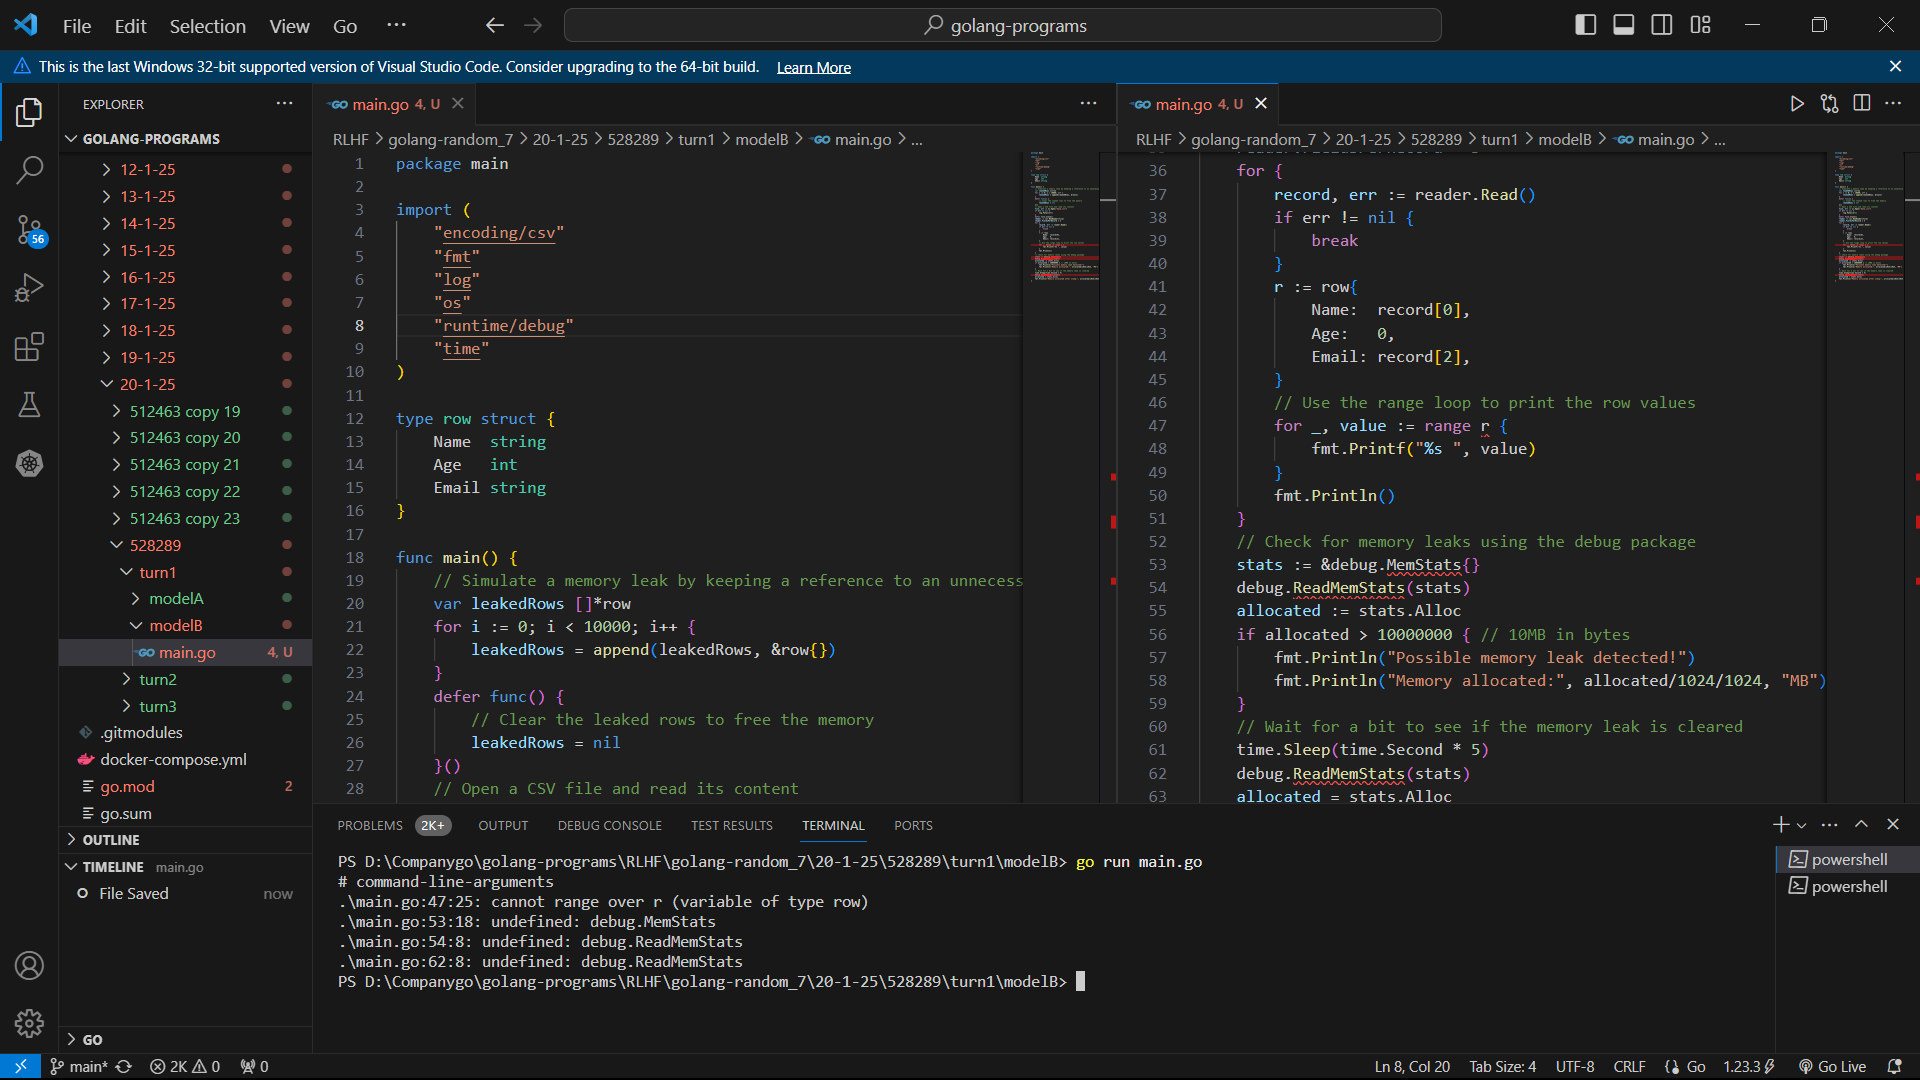 File Edit Selection View Go ···
golang-programs
This is the last Windows 32-bit supported version of Visual Studio Code. Consider upgrading to the 64-bit build. Learn More
EXPLORER
GOLANG-PROGRAMS
12-1-25
13-1-25
14-1-25
15-1-25
16-1-25
17-1-25
18-1-25
19-1-25
20-1-25
512463 copy 19
512463 copy 20
512463 copy 21
512463 copy 22
512463 copy 23
528289
turn1
modelA
modelB
main.go 4, U
turn2
turn3
.gitmodules
docker-compose.yml
go.mod 2
go.sum
OUTLINE
TIMELINE main.go
File Saved now
GO
56
main.go 4, U
RLHF > golang-random_7 > 20-1-25 > 528289 > turn1 > modelB > main.go > ...
1 package main
2
3 import (
4 "encoding/csv"
5 "fmt"
6 "log"
7 "os"
8 "runtime/debug"
9 "time"
10 )
11
12 type row struct {
13 Name string
14 Age int
15 Email string
16 }
17
18 func main() {
19 // Simulate a memory leak by keeping a reference to an unnecess
20 var leakedRows []*row
21 for i := 0; i < 10000; i++ {
22 leakedRows = append(leakedRows, &row{})
23 }
24 defer func() {
25 // Clear the leaked rows to free the memory
26 leakedRows = nil
27 }()
28 // Open a CSV file and read its content
main.go 4, U
RLHF > golang-random_7 > 20-1-25 > 528289 > turn1 > modelB > main.go > ...
36 for {
37 record, err := reader.Read()
38 if err != nil {
39 break
40 }
41 r := row{
42 Name: record[0],
43 Age: 0,
44 Email: record[2],
45 }
46 // Use the range loop to print the row values
47 for _, value := range r {
48 fmt.Printf("%s ", value)
49 }
50 fmt.Println()
51 }
52 // Check for memory leaks using the debug package
53 stats := &debug.MemStats{}
54 debug.ReadMemStats(stats)
55 allocated := stats.Alloc
56 if allocated > 10000000 { // 10MB in bytes
57 fmt.Println("Possible memory leak detected!")
58 fmt.Println("Memory allocated:", allocated/1024/1024, "MB")
59 }
60 // Wait for a bit to see if the memory leak is cleared
61 time.Sleep(time.Second * 5)
62 debug.ReadMemStats(stats)
63 allocated = stats.Alloc
PROBLEMS 2K+ OUTPUT DEBUG CONSOLE TEST RESULTS TERMINAL PORTS
PS D:\Companygo\golang-programs\RLHF\golang-random_7\20-1-25\528289\turn1\modelB> go run main.go
# command-line-arguments
.\main.go:47:25: cannot range over r (variable of type row)
.\main.go:53:18: undefined: debug.MemStats
.\main.go:54:8: undefined: debug.ReadMemStats
.\main.go:62:8: undefined: debug.ReadMemStats
PS D:\Companygo\golang-programs\RLHF\golang-random_7\20-1-25\528289\turn1\modelB>
powershell
powershell
main* 2K 0 0 Ln 8, Col 20 Tab Size: 4 UTF-8 CRLF Go 1.23.3 Go Live